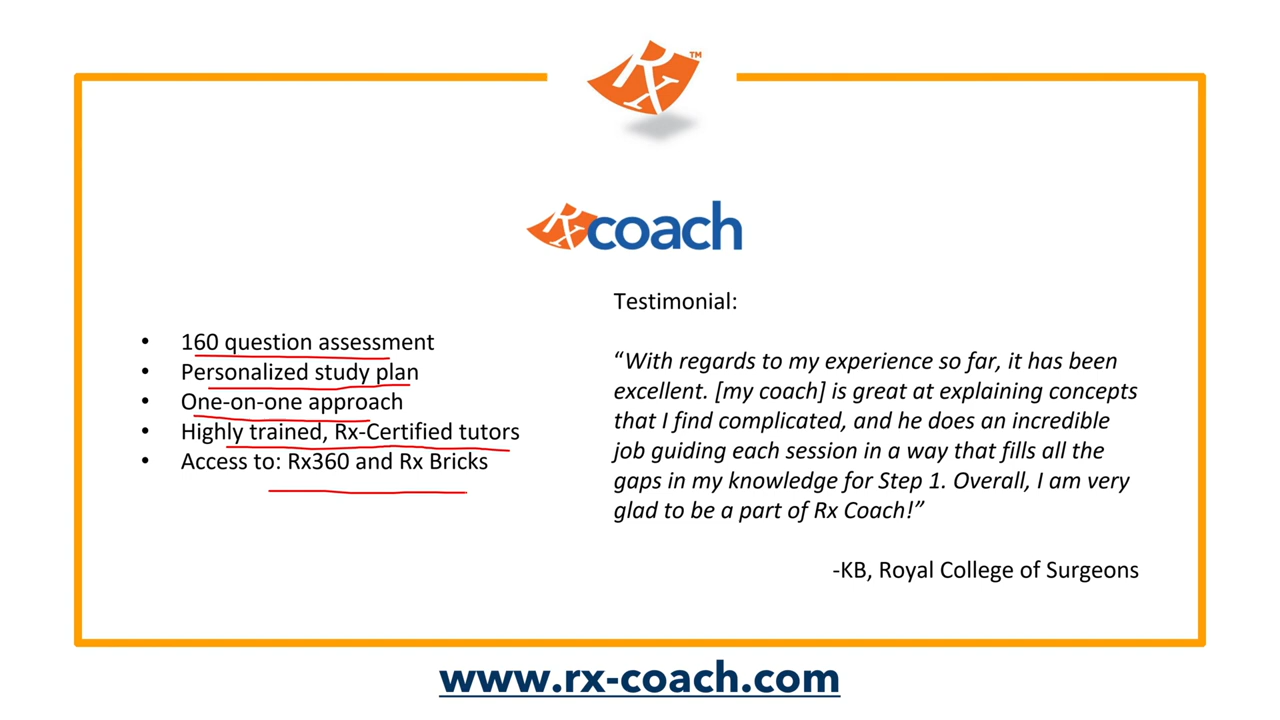 Rx™
Rxcoach
• 160 question assessment
• Personalized study plan
• One-on-one approach
• Highly trained, Rx-Certified tutors
• Access to: Rx360 and Rx Bricks
Testimonial:
“With regards to my experience so far, it has been
excellent. [my coach] is great at explaining concepts
that I find complicated, and he does an incredible
job guiding each session in a way that fills all the
gaps in my knowledge for Step 1. Overall, I am very
glad to be a part of Rx Coach!”
-KB, Royal College of Surgeons
www.rx-coach.com